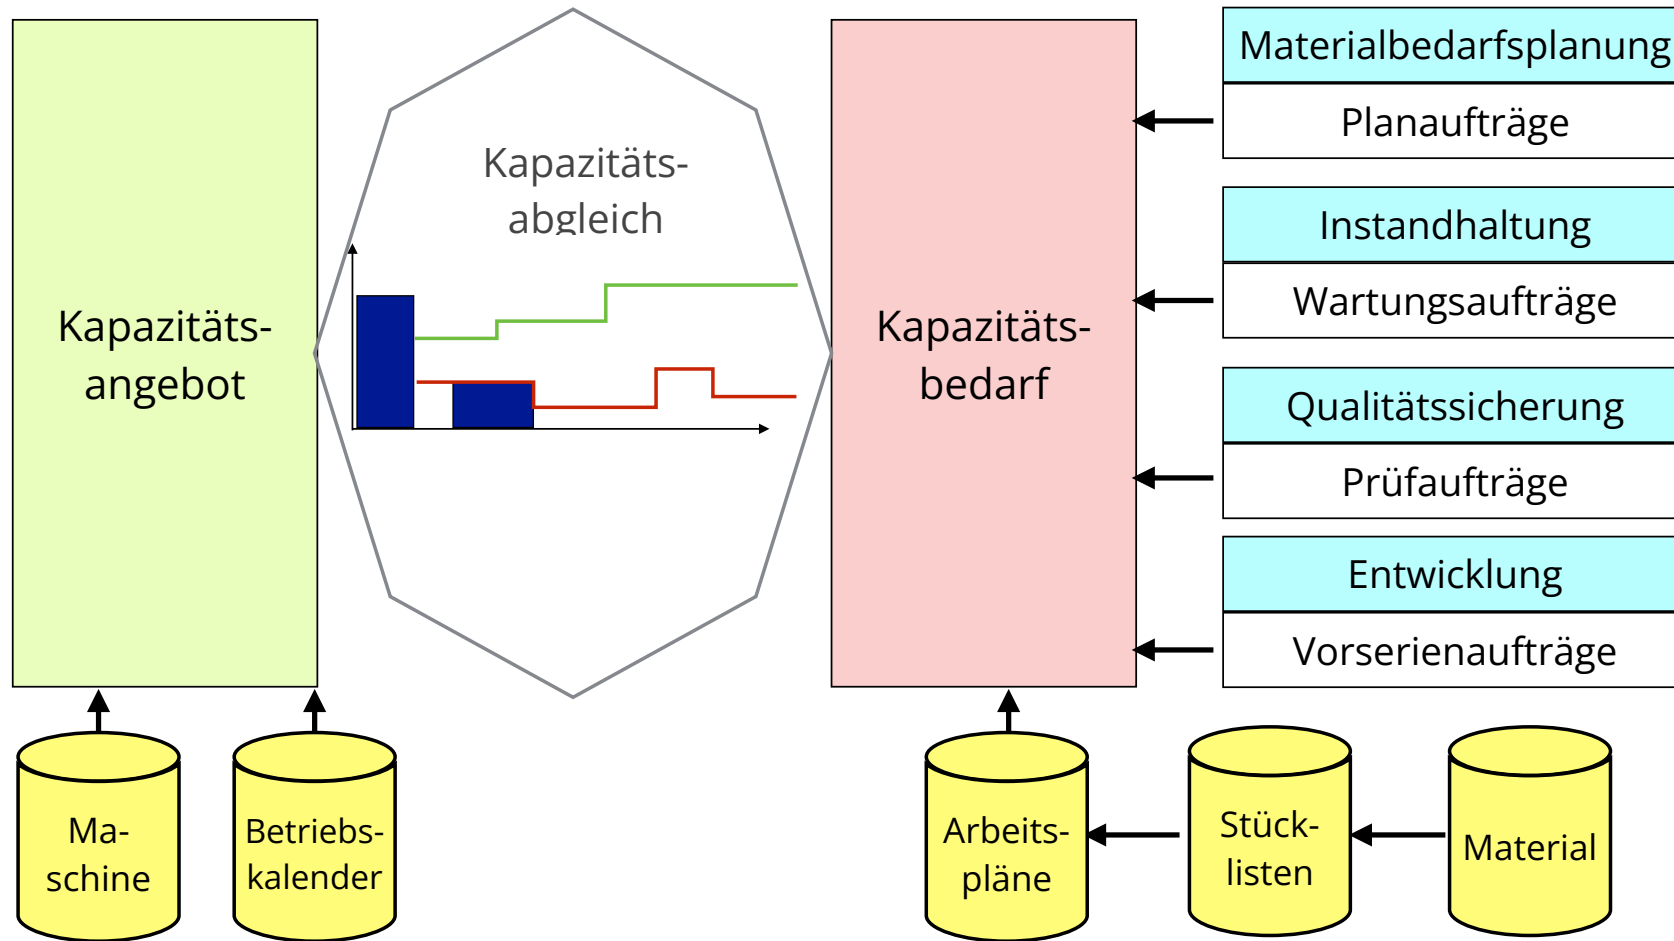 Kapazitäts-
angebot
Kapazitäts-
abgleich
Kapazitäts-
bedarf
Materialbedarfsplanung
Planaufträge
Instandhaltung
Wartungsaufträge
Qualitätssicherung
Prüfaufträge
Entwicklung
Vorserienaufträge
Ma-
schine
Betriebs-
kalender
Arbeits-
pläne
Stück-
listen
Material